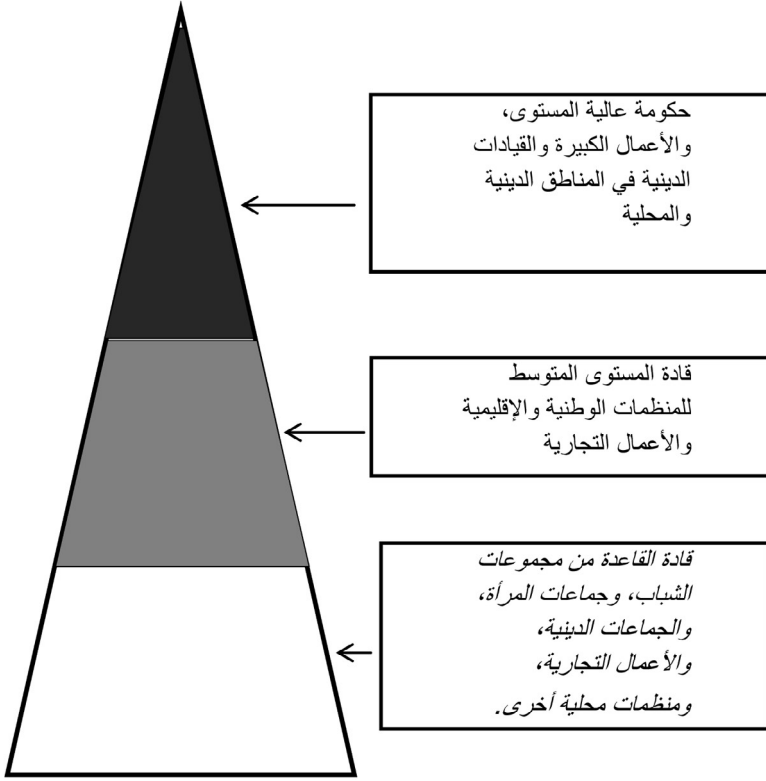 حكومة عالية المستوى،
والأعمال الكبيرة والقيادات
الدينية في المناطق الدينية
والمحلية
قادة المستوى المتوسط
للمنظمات الوطنية والإقليمية
والأعمال التجارية
قادة القاعدة من مجموعات
الشباب، وجماعات المرأة،
والجماعات الدينية،
والأعمال التجارية،
ومنظمات محلية أخرى.